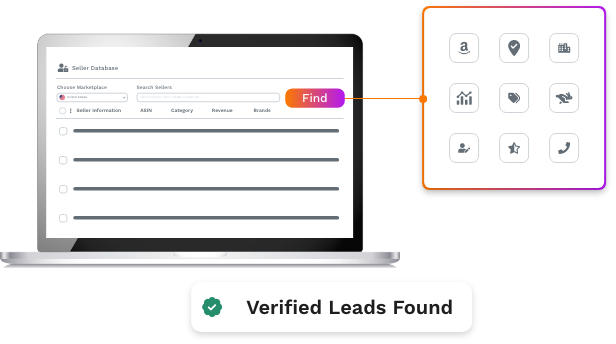 Seller Database
Choose Marketplace Search Sellers
United States
Find
Seller Information ASIN Category Revenue Brands
a
Verified Leads Found